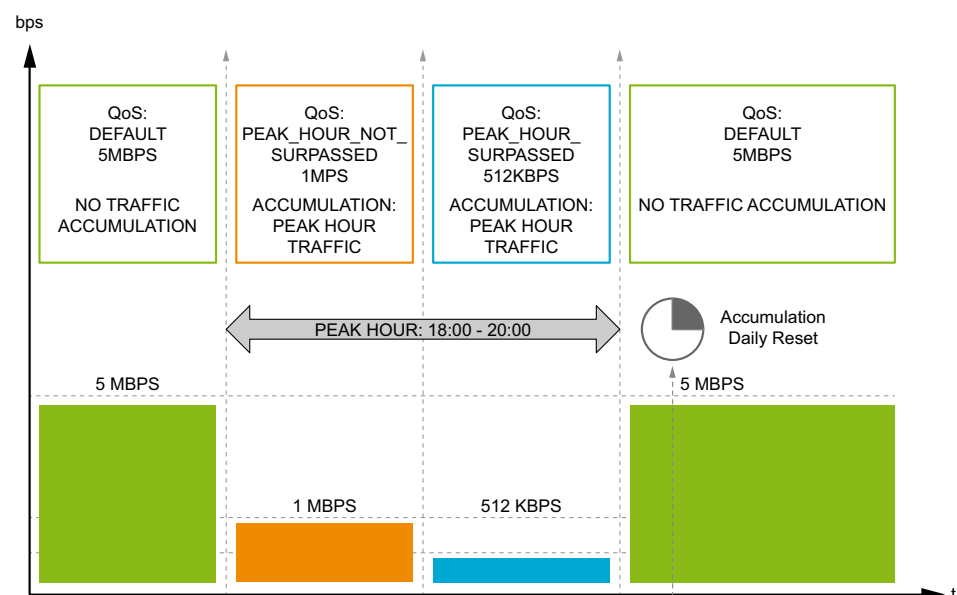 bps
QoS:
DEFAULT
5MBPS
NO TRAFFIC
ACCUMULATION
QoS:
PEAK_HOUR_NOT_
SURPASSED
1MPS
ACCUMULATION:
PEAK HOUR
TRAFFIC
QoS:
PEAK_HOUR_
SURPASSED
512KBPS
ACCUMULATION:
PEAK HOUR
TRAFFIC
QoS:
DEFAULT
5MBPS
NO TRAFFIC ACCUMULATION
PEAK HOUR: 18:00 - 20:00
Accumulation
Daily Reset
5 MBPS
1 MBPS
512 KBPS
5 MBPS
t